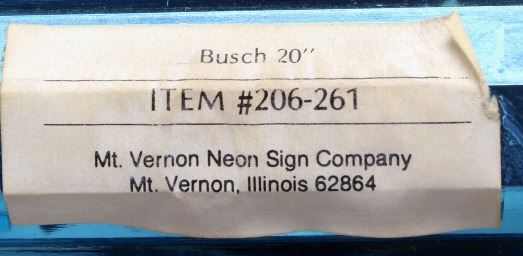 Busch 20"
ITEM #206-261
Mt. Vernon Neon Sign Company
Mt. Vernon, Illinois 62864